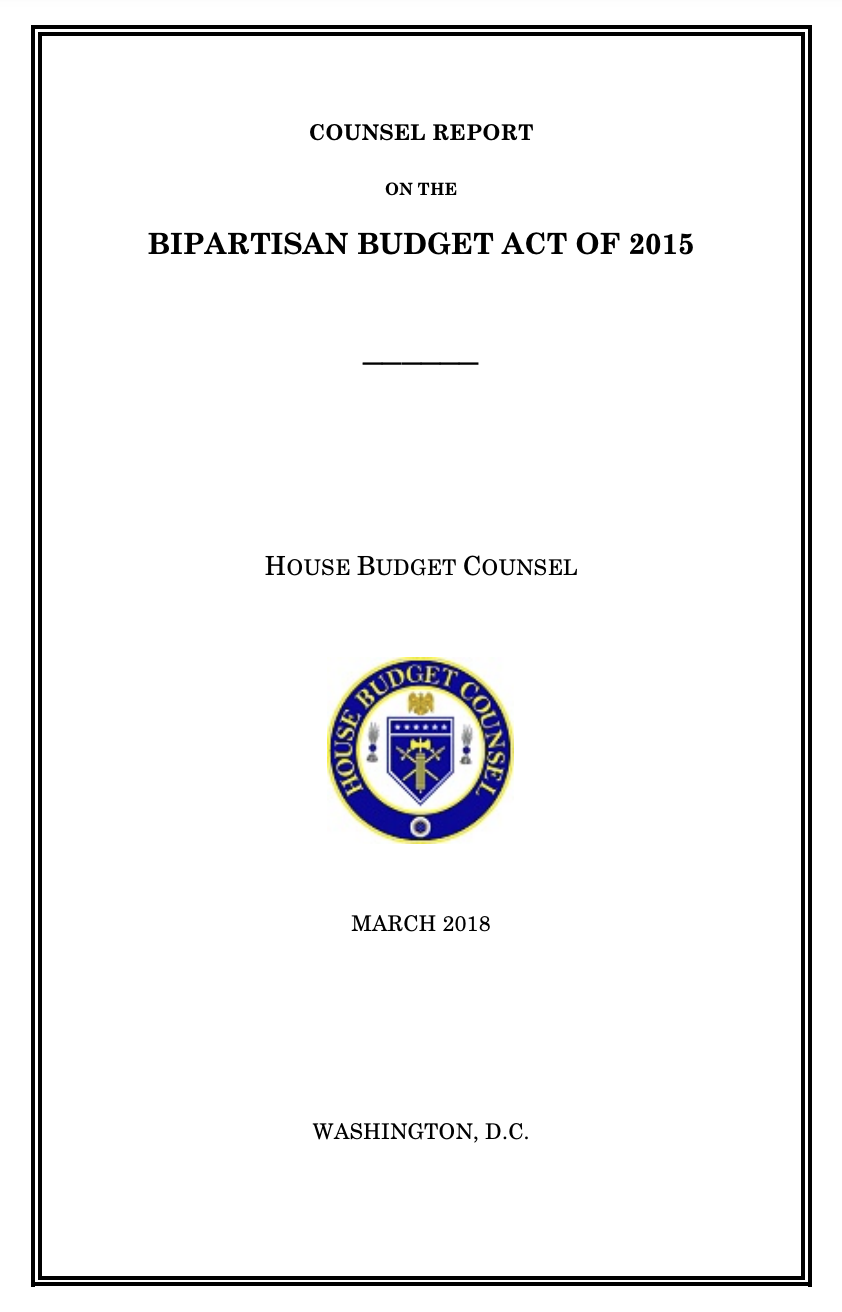 COUNSEL REPORT
ON THE
BIPARTISAN BUDGET ACT OF 2015
HOUSE BUDGET COUNSEL
HOUSE BUDGET COUNSEL
MARCH 2018
WASHINGTON, D.C.